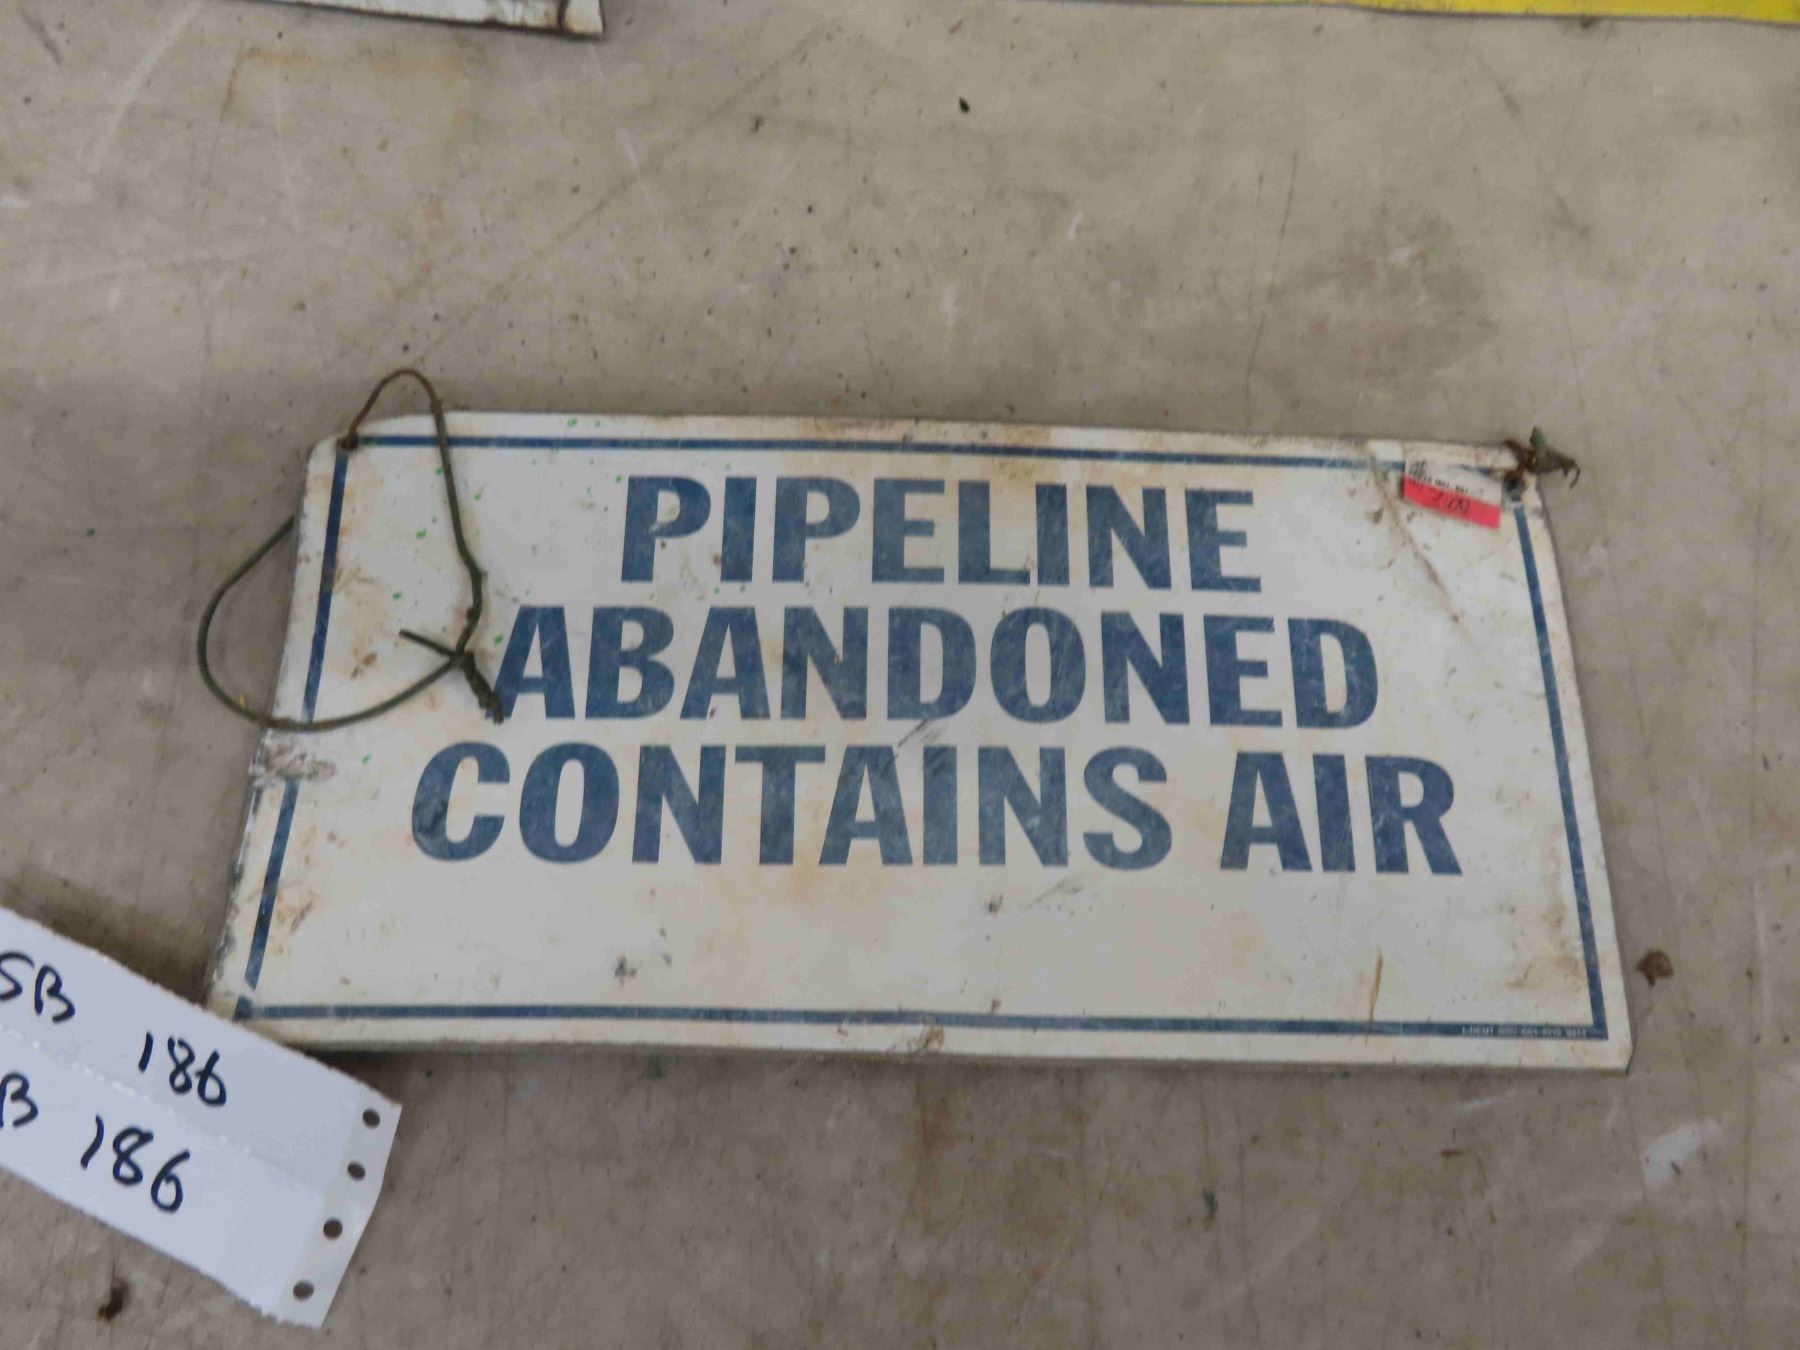 PIPELINE
ABANDONED
CONTAINS AIR
SB 186
B 186